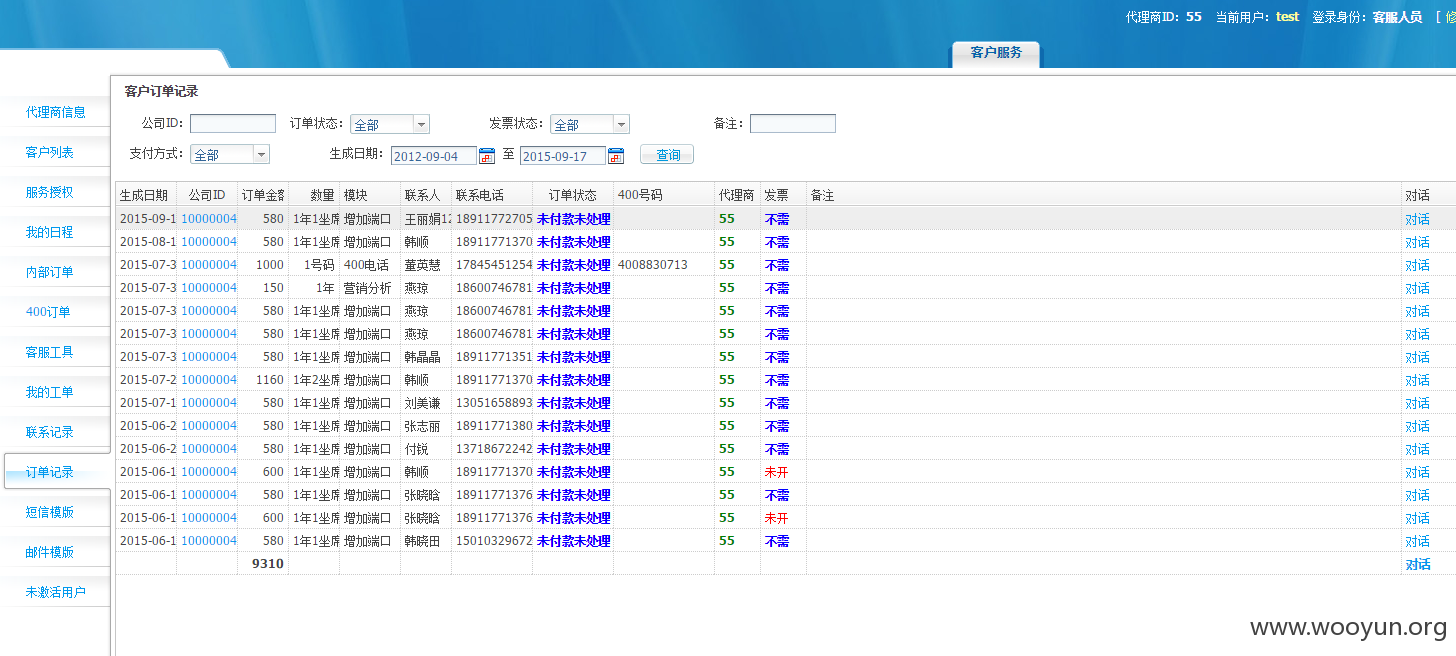 代理商ID: 55 当前用户: test 登录身份: 客服人员 [ 修
客户服务
代理商信息
客户列表
服务授权
我的日程
内部订单
400订单
客服工具
我的工单
联系记录
订单记录
短信模版
邮件模版
未激活用户
客户订单记录
公司ID: 订单状态: 全部 发票状态: 全部 备注:
支付方式: 全部 生成日期: 2012-09-04 至 2015-09-17 查询
生成日期 公司ID 订单金额 数量 模块 联系人 联系电话 订单状态 400号码 代理商 发票 备注 对话
2015-09-1 10000004 580 1年1坐席 增加端口 王丽娟12 18911772705 未付款未处理 55 不需 对话
2015-08-1 10000004 580 1年1坐席 增加端口 韩顺 18911771370 未付款未处理 55 不需 对话
2015-07-3 10000004 1000 1号码 400电话 董英慧 17845451254 未付款未处理 4008830713 55 不需 对话
2015-07-3 10000004 150 1年 营销分析 燕琼 18600746781 未付款未处理 55 不需 对话
2015-07-3 10000004 580 1年1坐席 增加端口 燕琼 18600746781 未付款未处理 55 不需 对话
2015-07-3 10000004 580 1年1坐席 增加端口 燕琼 18600746781 未付款未处理 55 不需 对话
2015-07-3 10000004 580 1年1坐席 增加端口 韩晶晶 18911771351 未付款未处理 55 不需 对话
2015-07-2 10000004 1160 1年2坐席 增加端口 韩顺 18911771370 未付款未处理 55 不需 对话
2015-07-1 10000004 580 1年1坐席 增加端口 刘美谦 13051658893 未付款未处理 55 不需 对话
2015-06-2 10000004 580 1年1坐席 增加端口 张志丽 18911771380 未付款未处理 55 不需 对话
2015-06-2 10000004 580 1年1坐席 增加端口 付锐 13718672242 未付款未处理 55 不需 对话
2015-06-1 10000004 600 1年1坐席 增加端口 韩顺 18911771370 未付款未处理 55 未开 对话
2015-06-1 10000004 580 1年1坐席 增加端口 张晓晗 18911771376 未付款未处理 55 不需 对话
2015-06-1 10000004 600 1年1坐席 增加端口 张晓晗 18911771376 未付款未处理 55 未开 对话
2015-06-1 10000004 580 1年1坐席 增加端口 韩晓田 15010329672 未付款未处理 55 不需 对话
9310 对话
www.wooyun.org